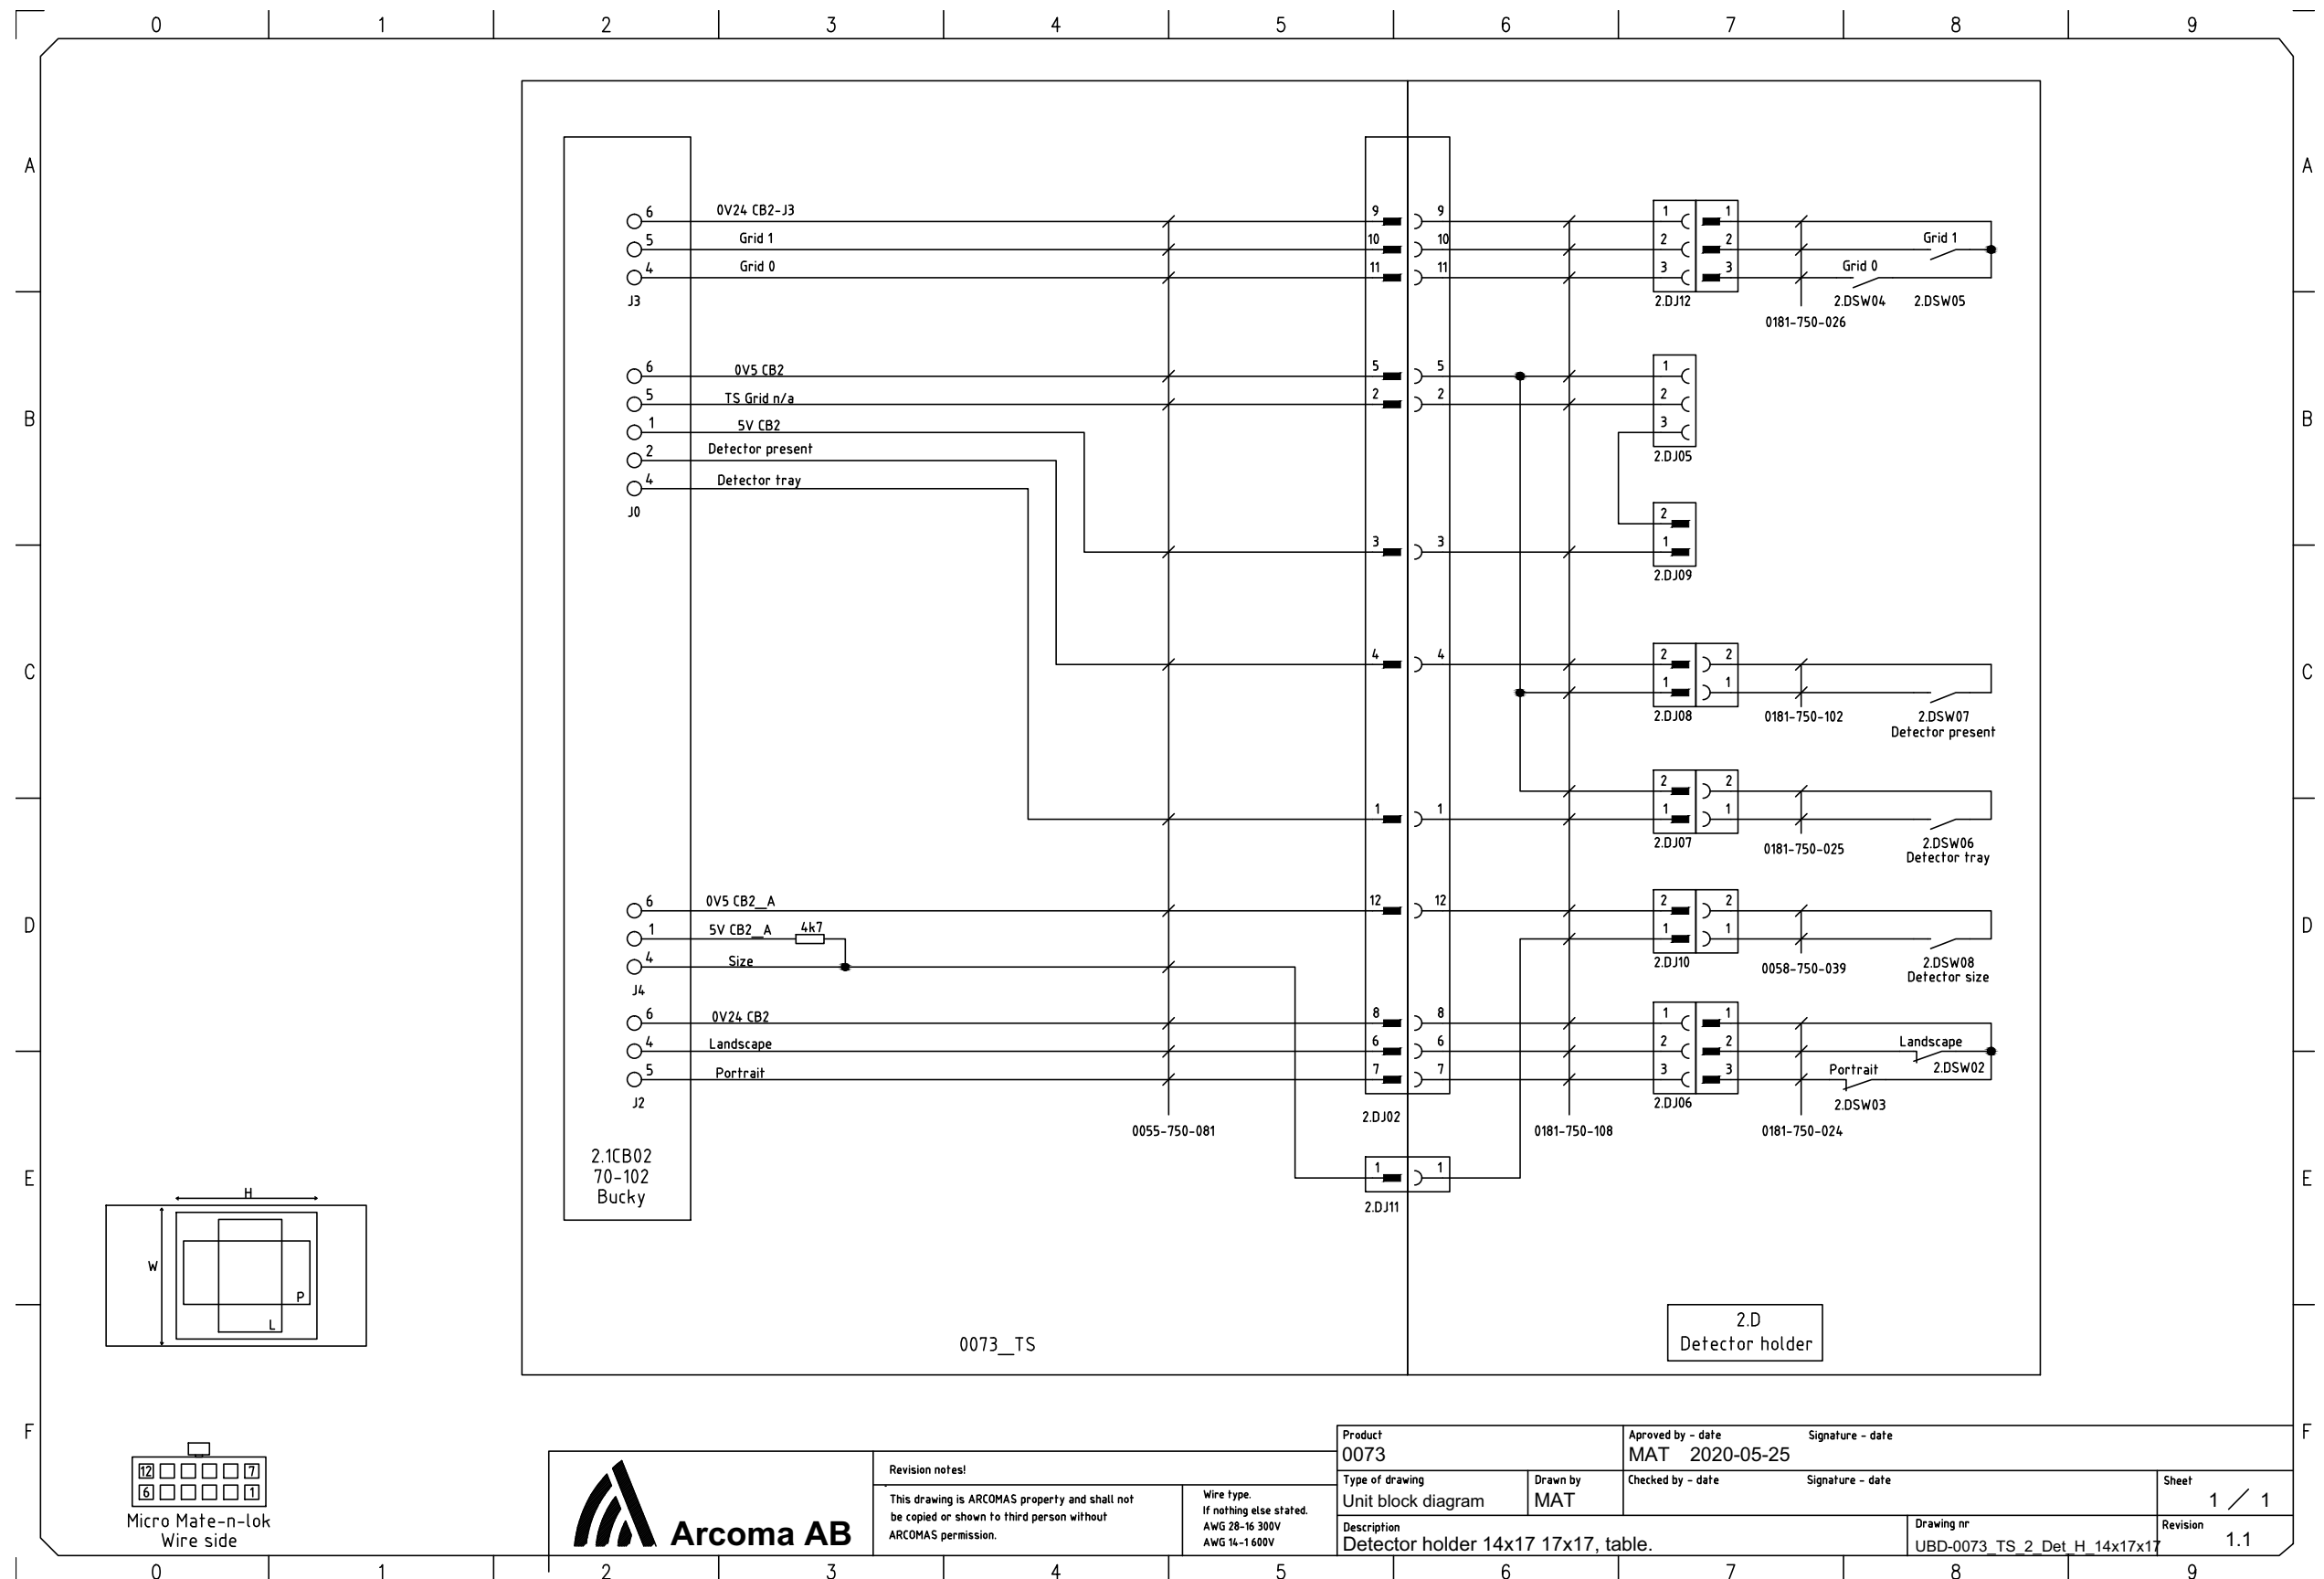 0 1 2 3 4 5 6 7 8 9
A A
6 0V24 CB2-J3 9 9 1 1
5 Grid 1 10 10 2 2 Grid 1
4 Grid 0 11 11 3 3 Grid 0
J3 2.DJ12 2.DSW04 2.DSW05
0181-750-026
6 0V5 CB2 5 5 1
5 TS Grid n/a 2 2 2
B 1 5V CB2 3 B
2 Detector present
2.DJ05
4 Detector tray
J0 2
3 3 1
2.DJ09
4 4 2 2
C C
1 1
2.DJ08 0181-750-102 2.DSW07
Detector present
2 2
1 1 1 1
2.DJ07 0181-750-025 2.DSW06
Detector tray
6 0V5 CB2_A 12 12 2 2
D 1 5V CB2_A 4k7 1 1 D
4 Size 2.DJ10 0058-750-039 2.DSW08
Detector size
J4
6 0V24 CB2 8 8 1 1
4 Landscape 6 6 2 2 Landscape
5 Portrait 7 7 3 3 Portrait 2.DSW02
J2 2.DJ02 2.DJ06 2.DSW03
0055-750-081 0181-750-108 0181-750-024
2.1CB02
70-102
Bucky
E 1 1 E
2.DJ11
H
W
P
L
0073_TS
2.D
Detector holder
F F
12 7
6 1
Micro Mate-n-lok
Wire side
Arcoma AB
Revision notes!
This drawing is ARCOMAS property and shall not
be copied or shown to third person without
ARCOMAS permission.
Wire type.
If nothing else stated.
AWG 28-16 300V
AWG 14-1 600V
Product
0073
Aproved by - date Signature - date
MAT 2020-05-25
Type of drawing
Unit block diagram
Drawn by
MAT
Checked by - date Signature - date
Sheet
1 / 1
Description
Detector holder 14x17 17x17, table.
Drawing nr
UBD-0073_TS_2_Det_H_14x17x17
Revision
1.1
0 1 2 3 4 5 6 7 8 9